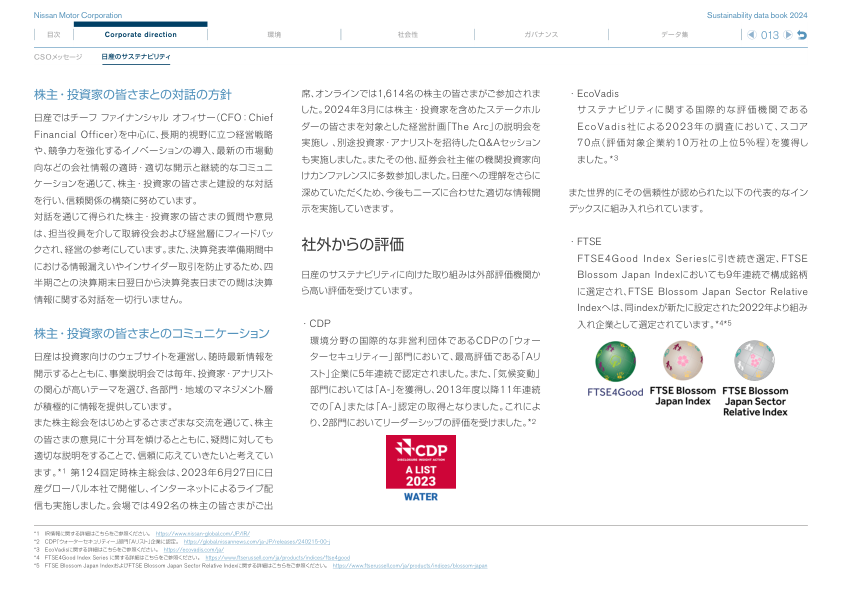 Nissan Motor Corporation
Sustainability data book 2024
目次
Corporate direction
環境
社会性
ガバナンス
データ集
013
CSOメッセージ
日産のサステナビリティ
株主・投資家の皆さまとの対話の方針
日産ではチーフ ファイナンシャル オフィサー(CFO:Chief
Financial Officer)を中心に、長期的視野に立つ経営戦略
や、競争力を強化するイノベーションの導入、最新の市場動
向などの会社情報の適時・適切な開示と継続的なコミュニ
ケーションを通じて、株主・投資家の皆さまと建設的な対話
を行い、信頼関係の構築に努めています。
対話を通じて得られた株主・投資家の皆さまの質問や意見
は、担当役員を介して取締役会および経営層にフィードバッ
クされ、経営の参考にしています。また、決算発表準備期間中
における情報漏えいやインサイダー取引を防止するため、四
半期ごとの決算期末日翌日から決算発表日までの間は決算
情報に関する対話を一切行いません。
株主・投資家の皆さまとのコミュニケーション
日産は投資家向けのウェブサイトを運営し、随時最新情報を
開示するとともに、事業説明会では毎年、投資家・アナリスト
の関心が高いテーマを選び、各部門・地域のマネジメント層
が積極的に情報を提供しています。
また株主総会をはじめとするさまざまな交流を通じて、株主
の皆さまの意見に十分耳を傾けるとともに、疑問に対しても
適切な説明をすることで、信頼に応えていきたいと考えてい
ます。*1 第124回定時株主総会は、2023年6月27日に日
産グローバル本社で開催し、インターネットによるライブ配
信も実施しました。会場では492名の株主の皆さまがご出
席、オンラインでは1,614名の株主の皆さまがご参加されま
した。2024年3月には株主・投資家を含めたステークホル
ダーの皆さまを対象とした経営計画「The Arc」の説明会を
実施し、別途投資家・アナリストを招待したQ&Aセッション
も実施しました。またその他、証券会社主催の機関投資家向
けカンファレンスに多数参加しました。日産への理解をさらに
深めていただくため、今後もニーズに合わせた適切な情報開
示を実施していきます。
社外からの評価
日産のサステナビリティに向けた取り組みは外部評価機関か
ら高い評価を受けています。
・CDP
環境分野の国際的な非営利団体であるCDPの「ウォー
ターセキュリティー」部門において、最高評価である「Aリ
スト」企業に5年連続で認定されました。また、「気候変動」
部門においては「A-」を獲得し、2013年度以降11年連続
での「A」または「A-」認定の取得となりました。これによ
り、2部門においてリーダーシップの評価を受けました。*2
CDP
DISCLOSURE INSIGHT ACTION
A LIST
2023
WATER
・EcoVadis
サステナビリティに関する国際的な評価機関である
EcoVadis社による2023年の調査において、スコア
70点(評価対象企業約10万社の上位5%程)を獲得し
ました。*3
また世界的にその信頼性が認められた以下の代表的なイン
デックスに組み入れられています。
・FTSE
FTSE4Good Index Seriesに引き続き選定、FTSE
Blossom Japan Indexにおいても9年連続で構成銘柄
に選定され、FTSE Blossom Japan Sector Relative
Indexへは、同indexが新たに設定された2022年より組み
入れ企業として選定されています。*4*5
FTSE4Good
FTSE Blossom
Japan Index
FTSE Blossom
Japan Sector
Relative Index
*1 IR情報に関する詳細はこちらをご参照ください。 https://www.nissan-global.com/JP/IR/
*2 CDP「ウォーターセキュリティー」部門「Aリスト」企業に認定。 https://global.nissannews.com/ja-JP/releases/240215-00-j
*3 EcoVadisに関する詳細はこちらをご参照ください。 https://ecovadis.com/ja/
*4 FTSE4Good Index Series に関する詳細はこちらをご参照ください。 https://www.ftserussell.com/ja/products/indices/ftse4good
*5 FTSE Blossom Japan IndexおよびFTSE Blossom Japan Sector Relative Indexに関する詳細はこちらをご参照ください。 https://www.ftserussell.com/ja/products/indices/blossom-japan